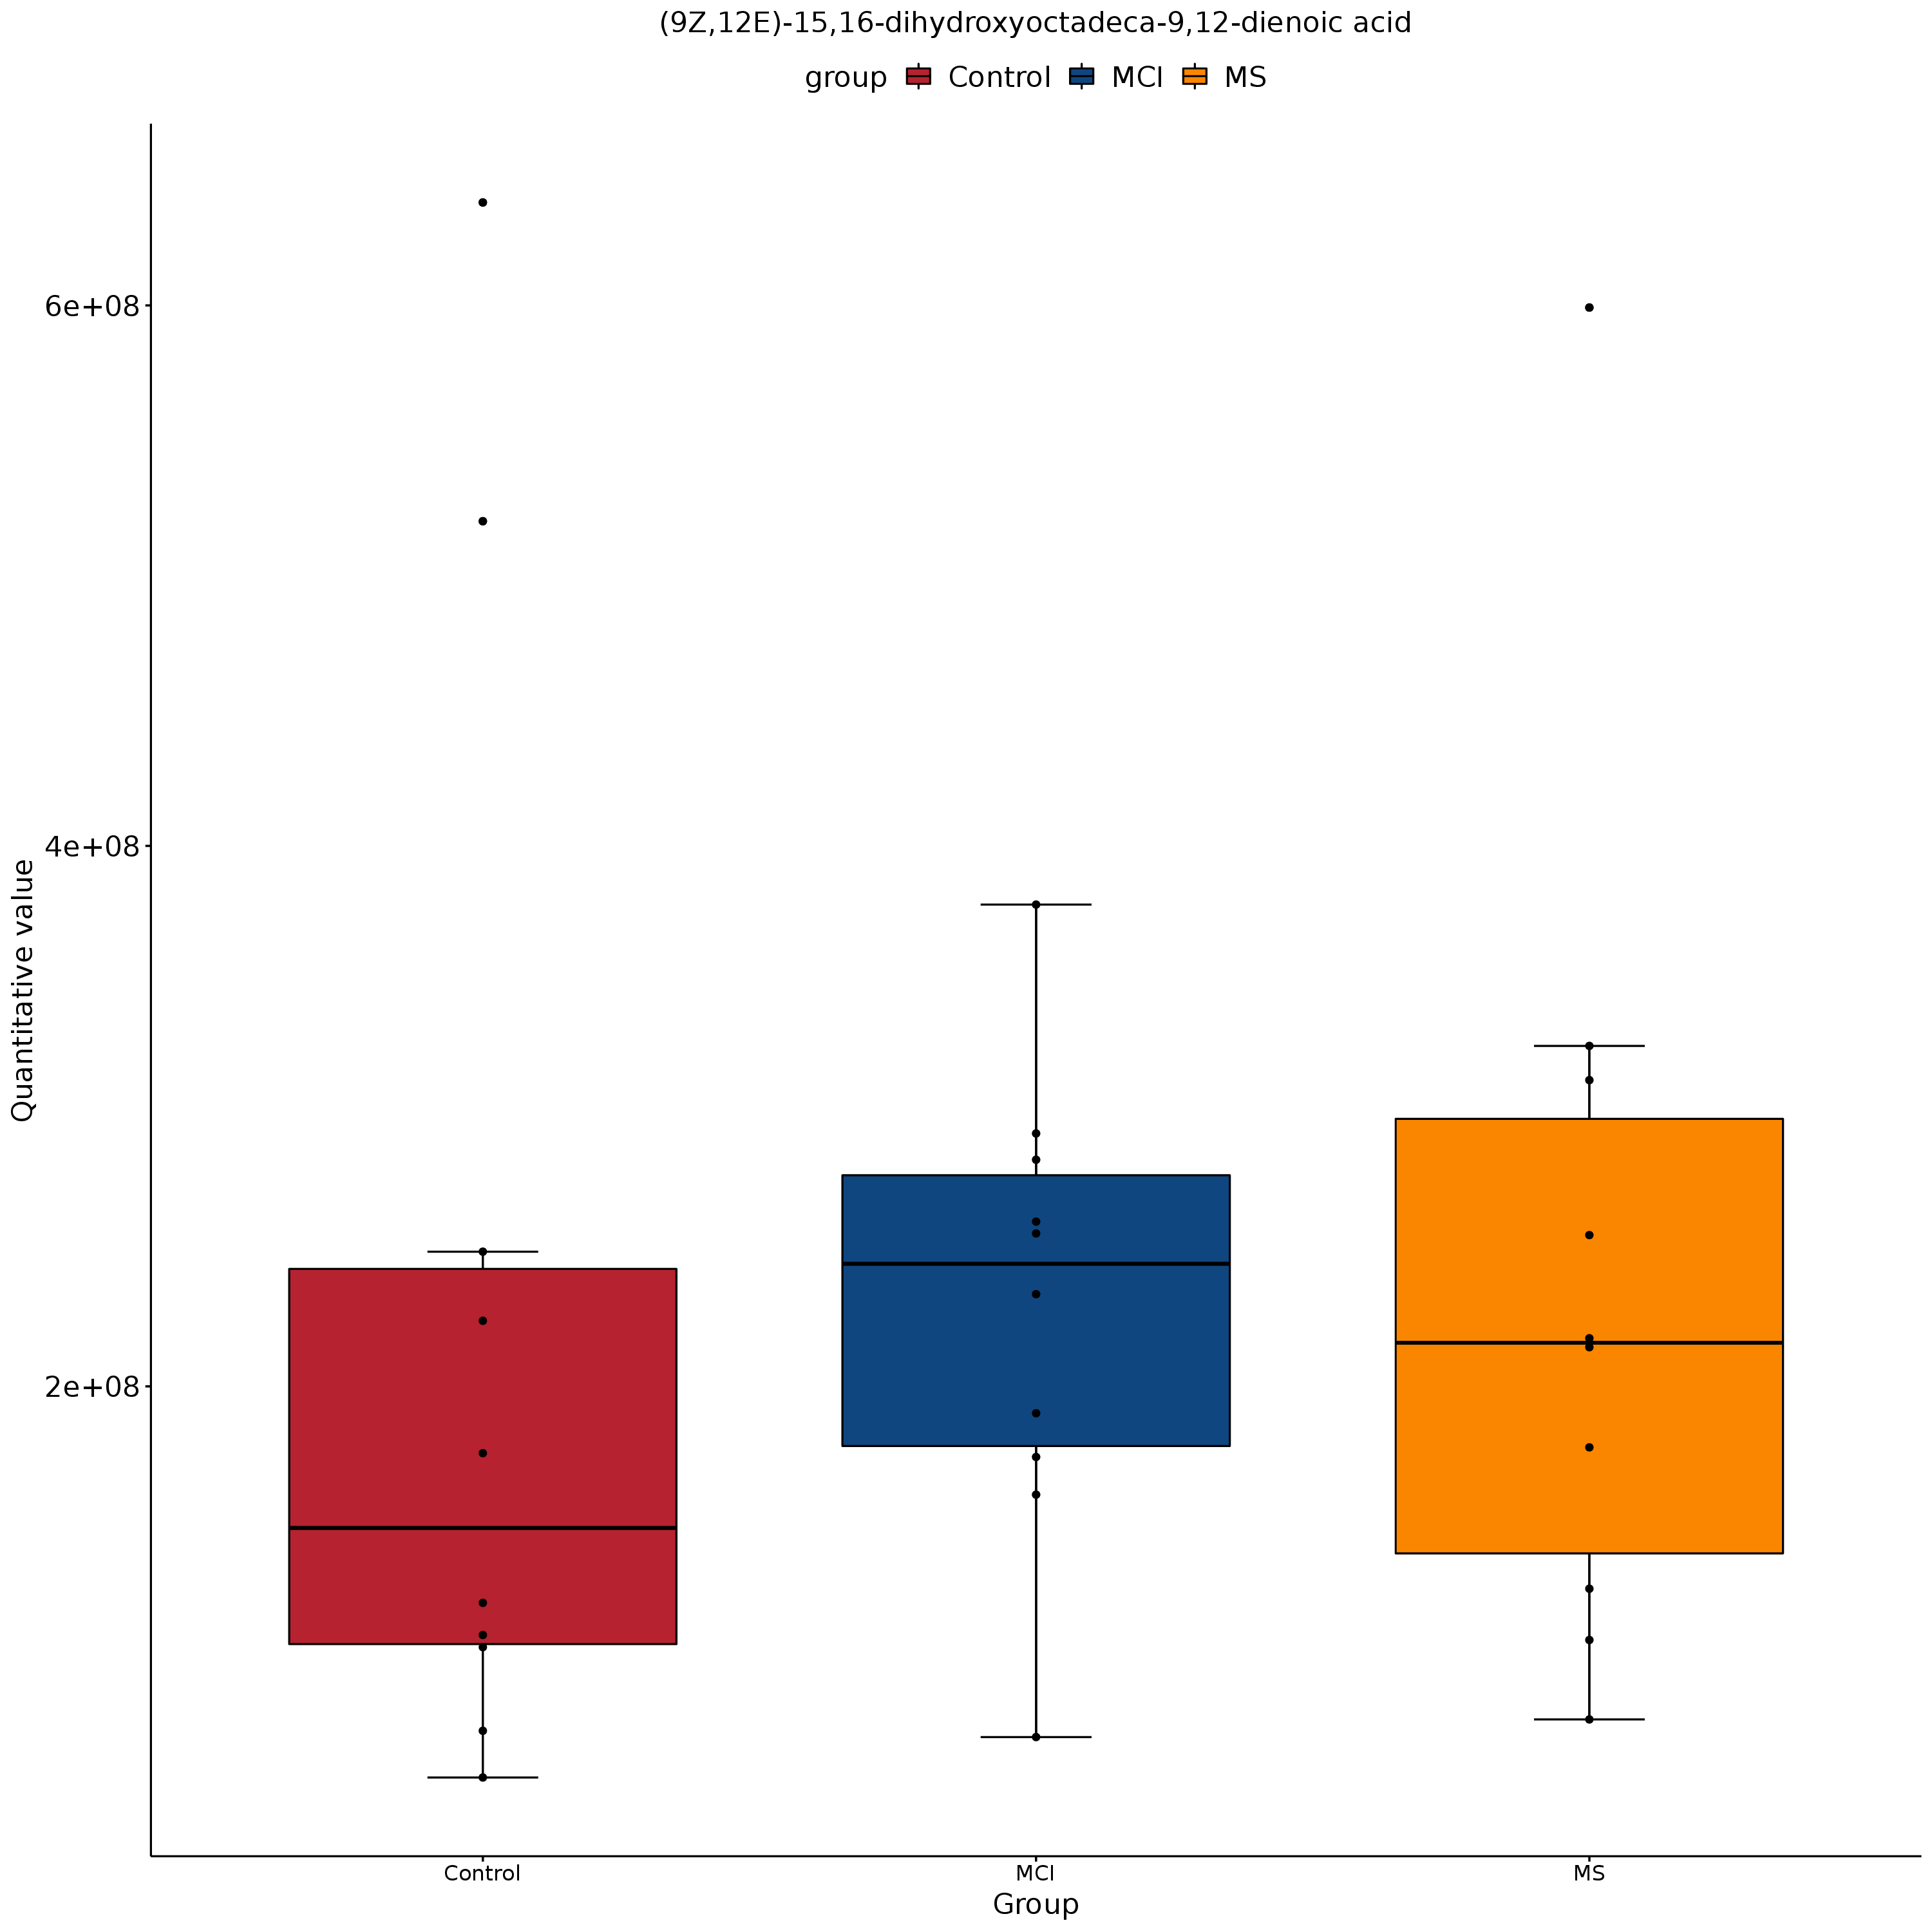 (9Z,12E)-15,16-dihydroxyoctadeca-9,12-dienoic acid
group Control MCI MS
6e+08
4e+08
2e+08
Quantitative value
Control MCI MS
Group